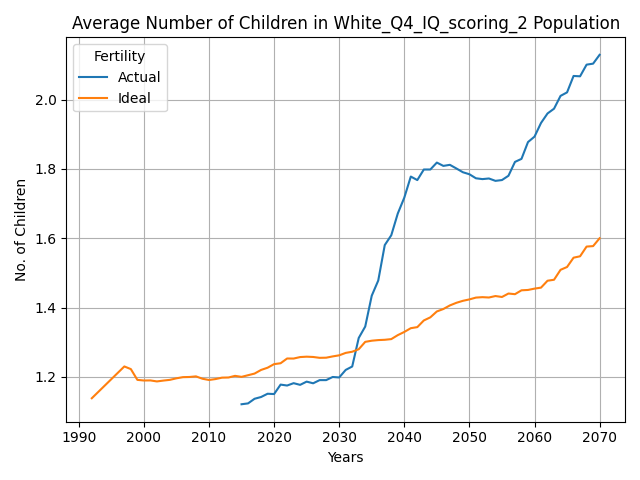 Average Number of Children in White_Q4_IQ_scoring_2 Population
Fertility
Actual
Ideal
No. of Children
2.0
1.8
1.6
1.4
1.2
1990 2000 2010 2020 2030 2040 2050 2060 2070
Years